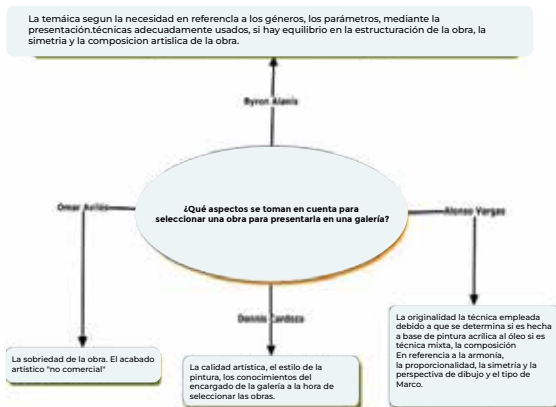 La temáica segun la necesidad en referencia a los géneros, los parámetros, mediante la
presentación.técnicas adecuadamente usados, si hay equilibrio en la estructuración de la obra, la
simetria y la composicion artislica de la obra.
Byron Alanis
¿Qué aspectos se toman en cuenta para
seleccionar una obra para presentarla en una galería?
Omar Avilés
Alonso Vargas
Dennis Cardoza
La sobriedad de la obra. El acabado
artístico "no comercial"
La calidad artística, el estilo de la
pintura, los conocimientos del
encargado de la galería a la hora de
seleccionar las obras.
La originalidad la técnica empleada
debido a que se determina si es hecha
a base de pintura acrílica al óleo si es
técnica mixta, la composición
En referencia a la armonía,
la proporcionalidad, la simetría y la
perspectiva de dibujo y el tipo de
Marco.